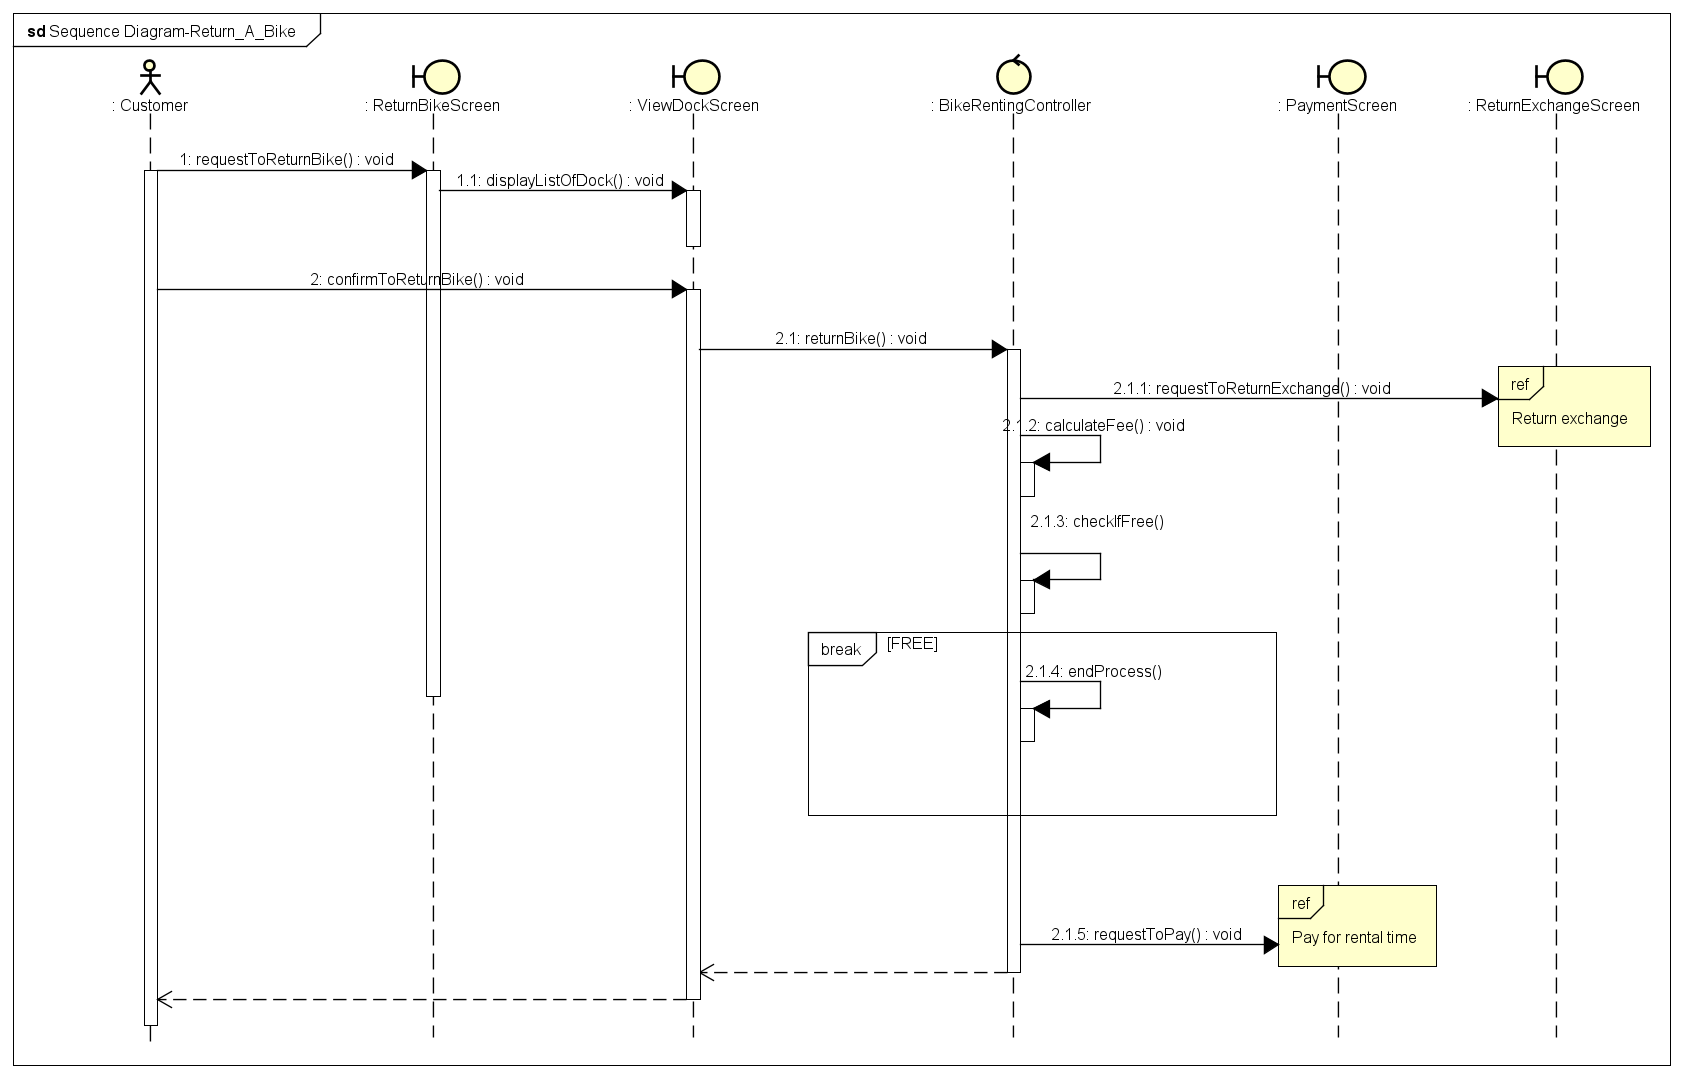 sd Sequence Diagram-Return_A_Bike
: Customer
: ReturnBikeScreen
: ViewDockScreen
: BikeRentingController
: PaymentScreen
: ReturnExchangeScreen
1: requestToReturnBike() : void
1.1: displayListOfDock() : void
2: confirmToReturnBike() : void
2.1: returnBike() : void
2.1.1: requestToReturnExchange() : void
ref
Return exchange
2.1.2: calculateFee() : void
2.1.3: checkIfFree()
break
[FREE]
2.1.4: endProcess()
ref
Pay for rental time
2.1.5: requestToPay() : void